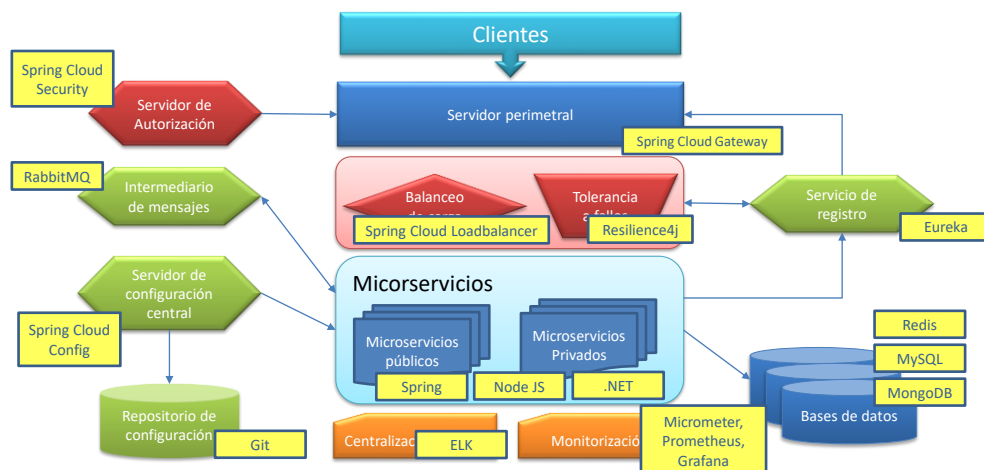 Clientes
Spring Cloud
Security
Servidor de
Autorización
Servidor perimetral
Spring Cloud Gateway
RabbitMQ
Intermediario
de mensajes
Balanceo
Tolerancia
Spring Cloud Loadbalancer
Resilience4j
Servicio de
registro
Eureka
Servidor de
configuración
central
Spring Cloud
Config
Micorservicios
Microservicios
públicos
Microservicios
Privados
Spring
Node JS
.NET
Redis
MySQL
MongoDB
Bases de datos
Repositorio de
configuración
Git
ELK
Micrometer,
Prometheus,
Grafana